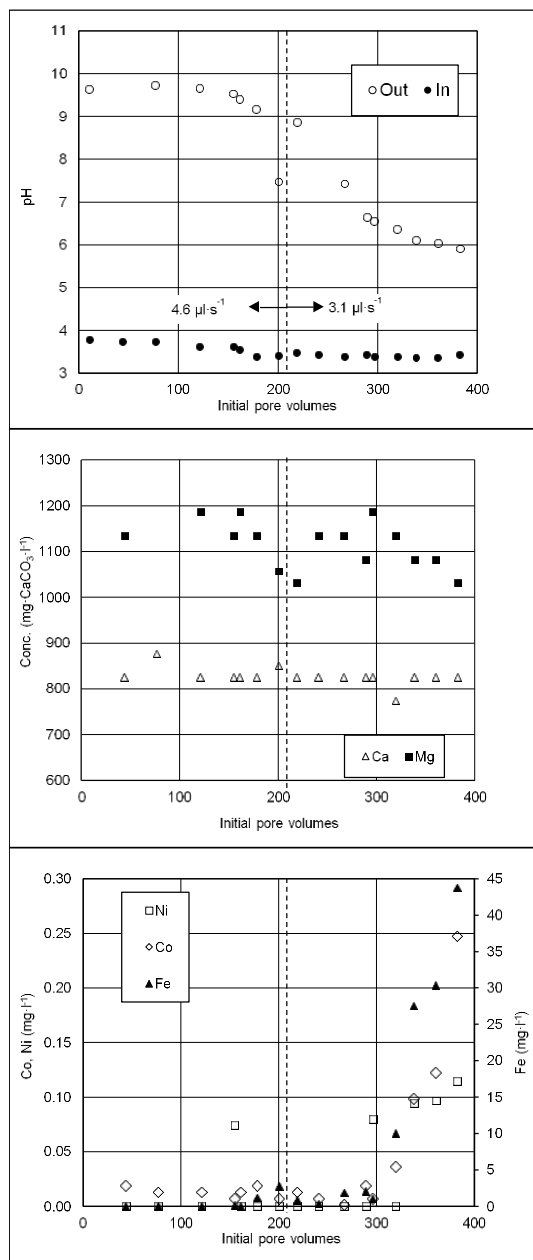 11
10
9
8
7
6
5
4
3
pH
Out In
4.6 µl·s⁻¹ 3.1 µl·s⁻¹
0 100 200 300 400
Initial pore volumes
1300
1200
1100
1000
900
800
700
600
Conc. (mg·CaCO₃·l⁻¹)
Ca Mg
0 100 200 300 400
Initial pore volumes
0.30
0.25
0.20
0.15
0.10
0.05
0.00
Co, Ni (mg·l⁻¹)
Ni
Co
Fe
45
40
35
30
25
20
15
10
5
0
Fe (mg·l⁻¹)
0 100 200 300 400
Initial pore volumes